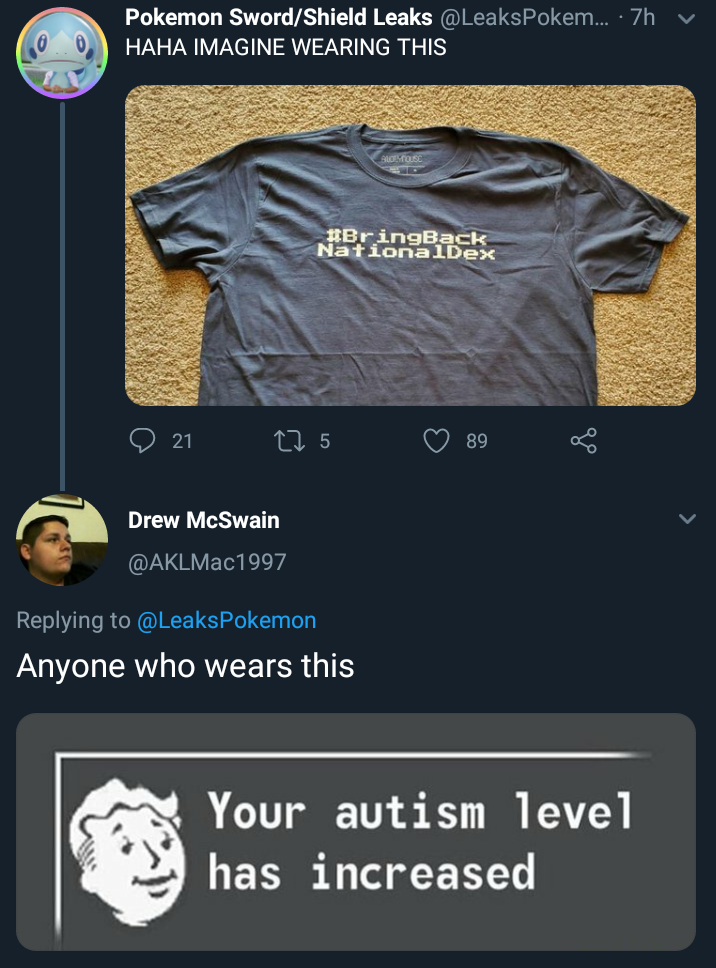 Pokemon Sword/Shield Leaks @LeaksPokem... · 7h
HAHA IMAGINE WEARING THIS
#BringBack
NationalDex
21
5
89
Drew McSwain
@AKLMac1997
Replying to @LeaksPokemon
Anyone who wears this
Your autism level
has increased